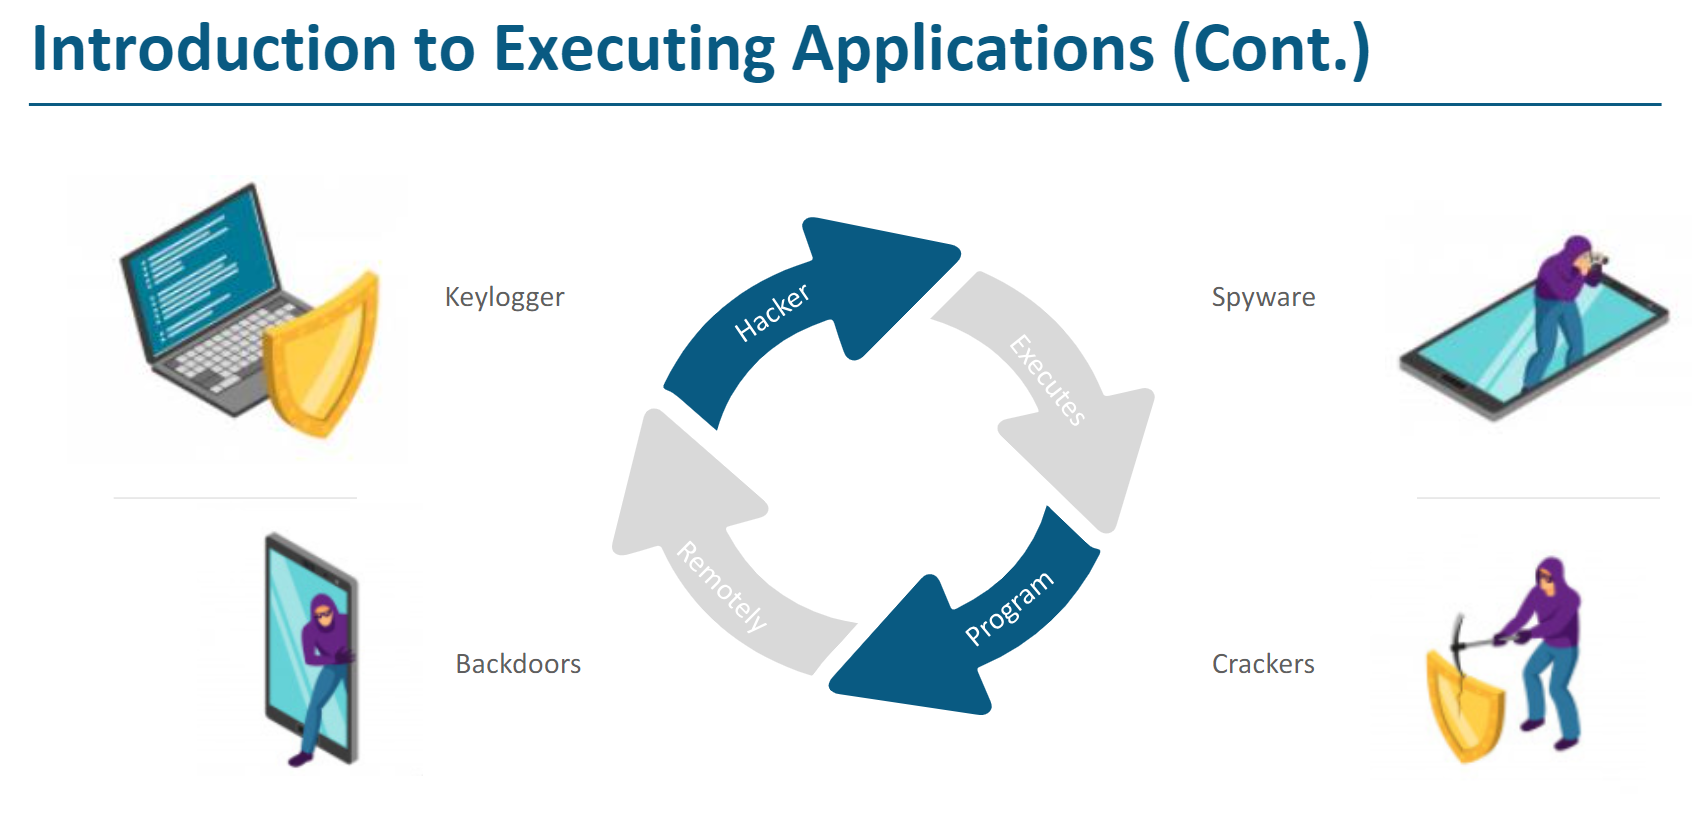 Introduction to Executing Applications (Cont.)
Keylogger
Hacker
Executes
Spyware
Backdoors
Remotely
Program
Crackers